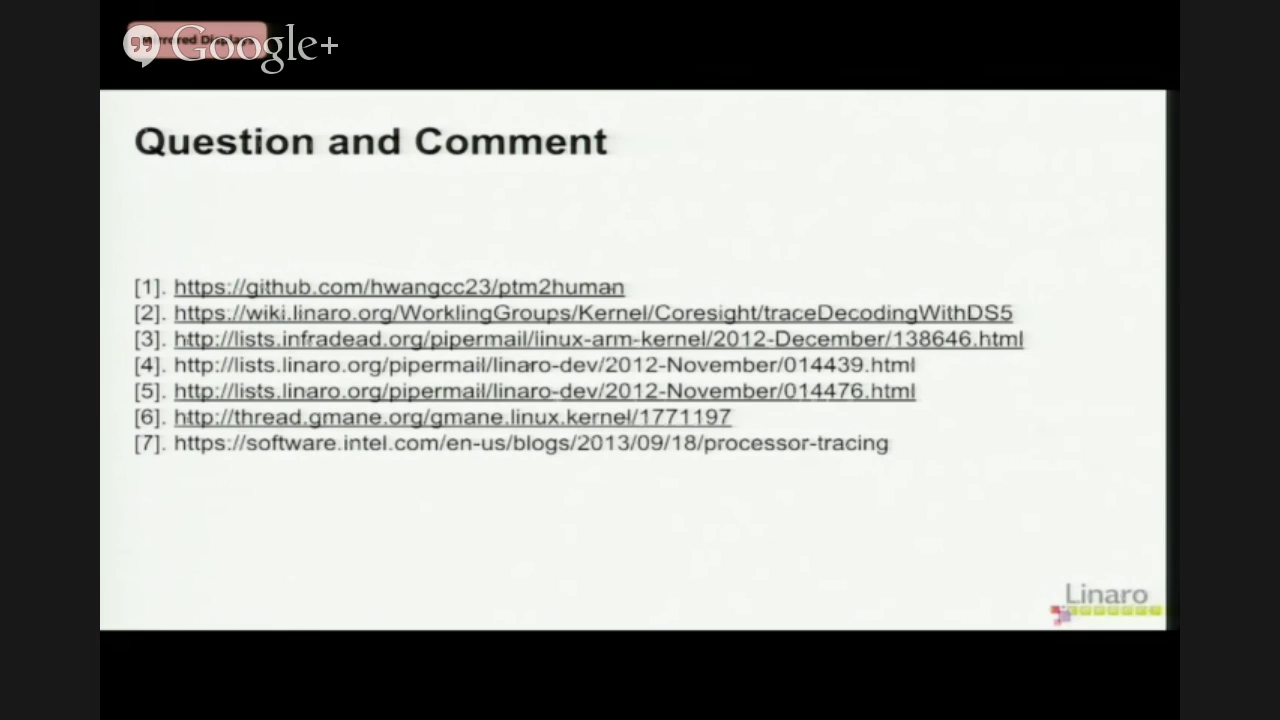 Mirrored Displays
Google+
Question and Comment
[1]. https://github.com/hwangcc23/ptm2human
[2]. https://wiki.linaro.org/WorklingGroups/Kernel/Coresight/traceDecodingWithDS5
[3]. http://lists.infradead.org/pipermail/linux-arm-kernel/2012-December/138646.html
[4]. http://lists.linaro.org/pipermail/linaro-dev/2012-November/014439.html
[5]. http://lists.linaro.org/pipermail/linaro-dev/2012-November/014476.html
[6]. http://thread.gmane.org/gmane.linux.kernel/1771197
[7]. https://software.intel.com/en-us/blogs/2013/09/18/processor-tracing
Linaro